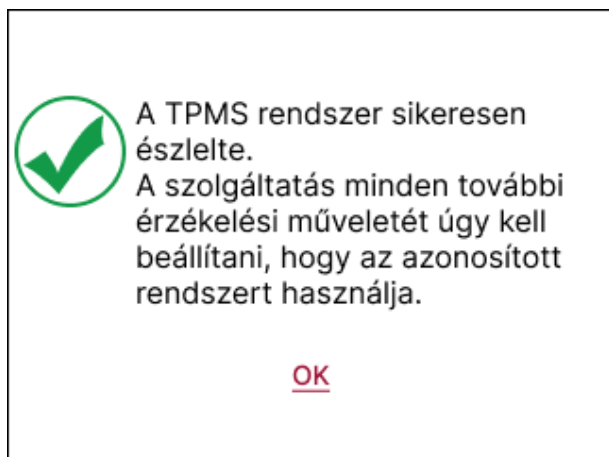 A TPMS rendszer sikeresen
észlelte.
A szolgáltatás minden további
érzékelési műveletét úgy kell
beállítani, hogy az azonosított
rendszert használja.
OK